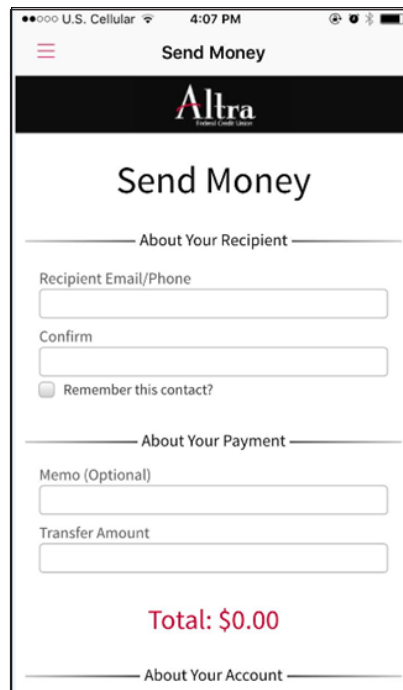 U.S. Cellular 4:07 PM
Send Money
Altra
Federal Credit Union
Send Money
About Your Recipient
Recipient Email/Phone
Confirm
Remember this contact?
About Your Payment
Memo (Optional)
Transfer Amount
Total: $0.00
About Your Account